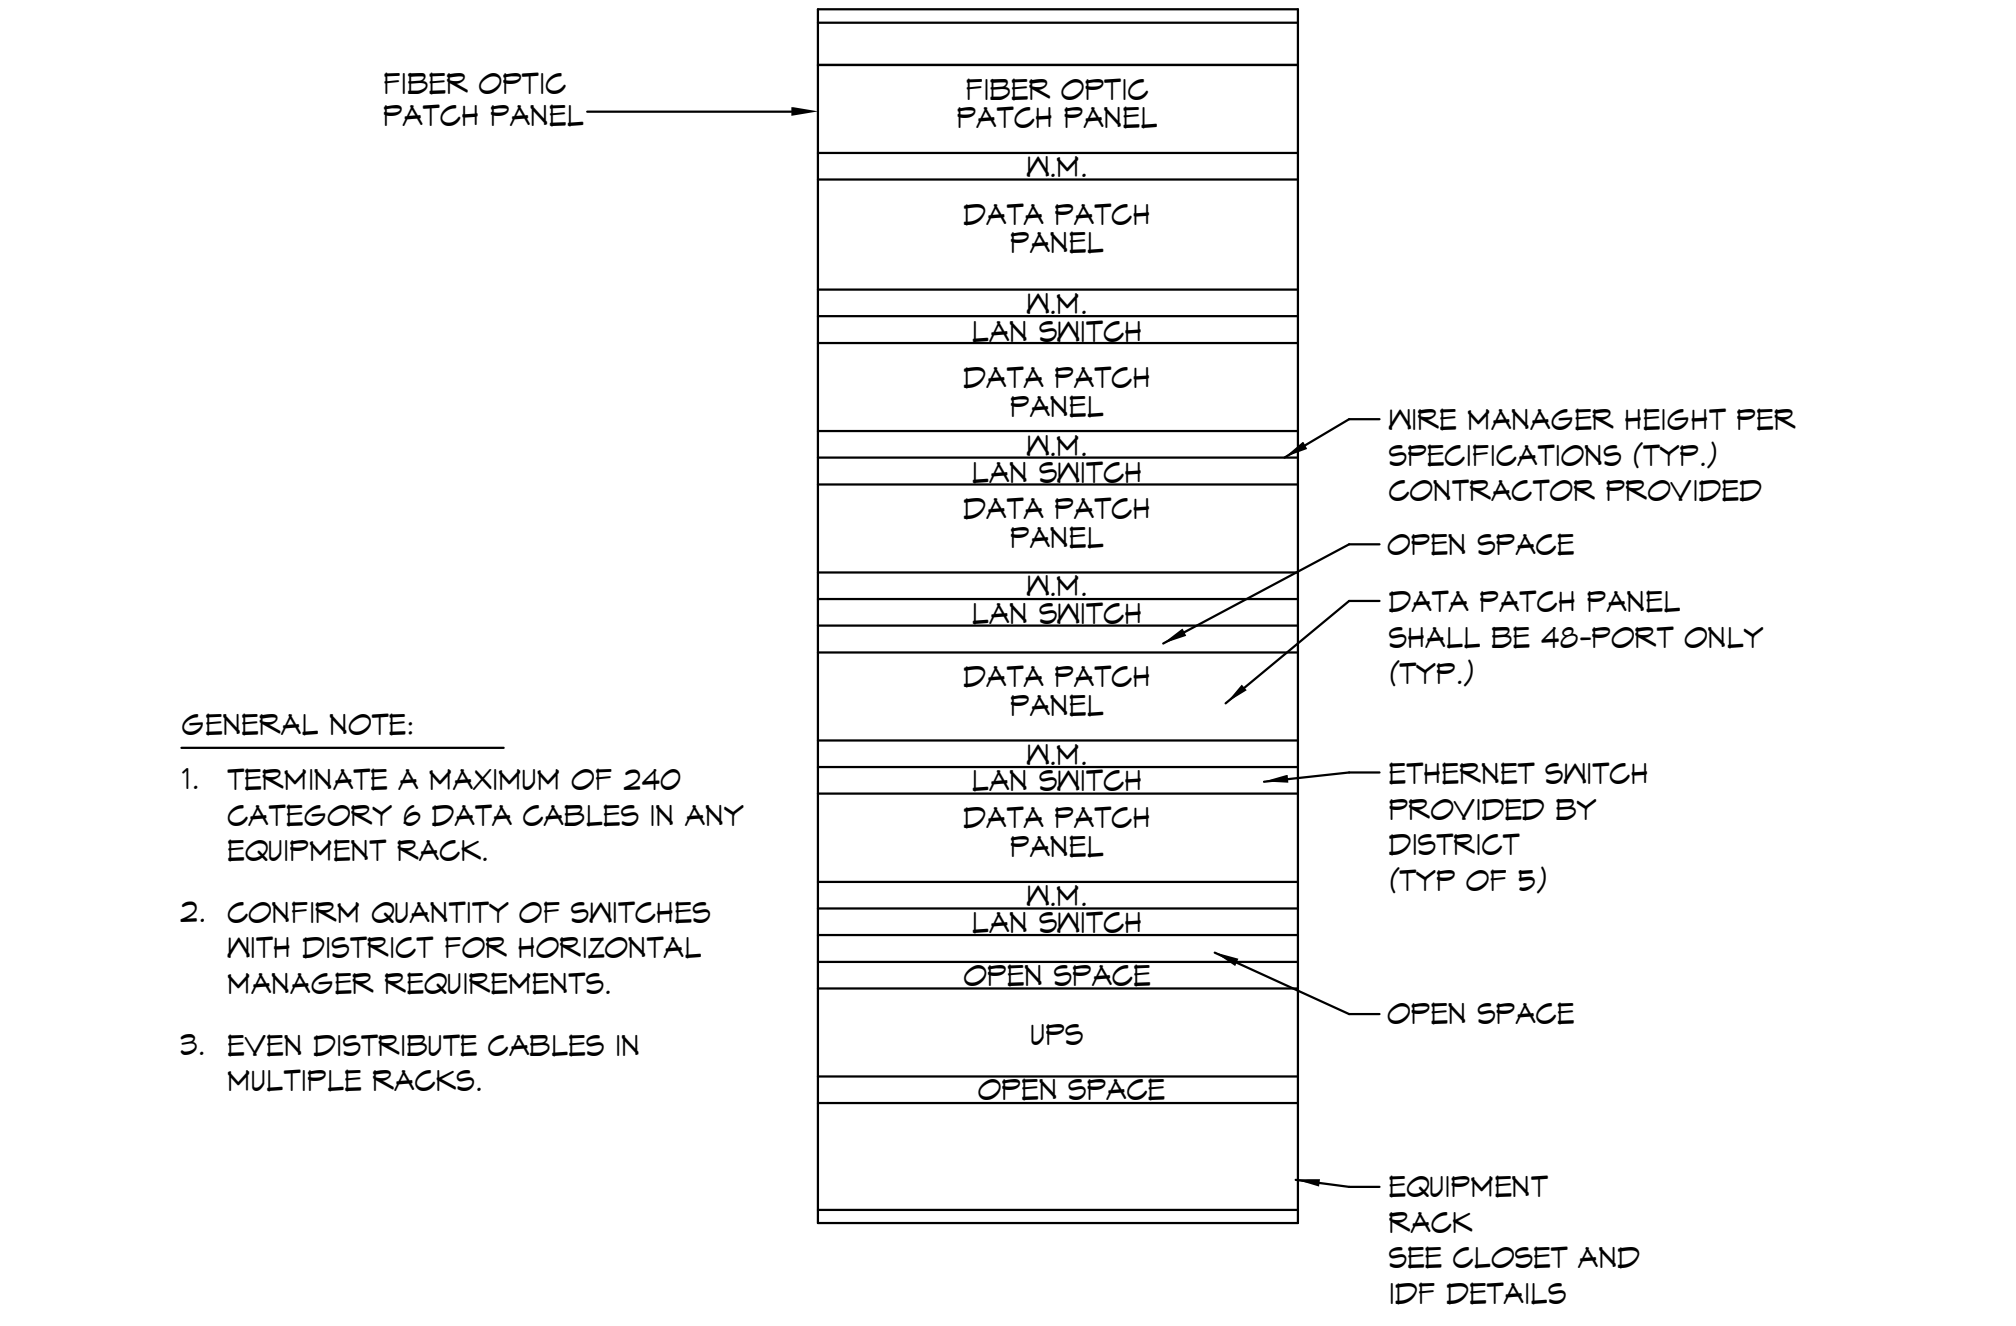 FIBER OPTIC
PATCH PANEL
FIBER OPTIC
PATCH PANEL
W.M.
DATA PATCH
PANEL
W.M.
LAN SWITCH
DATA PATCH
PANEL
W.M.
LAN SWITCH
DATA PATCH
PANEL
W.M.
LAN SWITCH
DATA PATCH
PANEL
W.M.
LAN SWITCH
DATA PATCH
PANEL
W.M.
LAN SWITCH
OPEN SPACE
UPS
OPEN SPACE
WIRE MANAGER HEIGHT PER
SPECIFICATIONS (TYP.)
CONTRACTOR PROVIDED
OPEN SPACE
DATA PATCH PANEL
SHALL BE 48-PORT ONLY
(TYP.)
ETHERNET SWITCH
PROVIDED BY
DISTRICT
(TYP OF 5)
OPEN SPACE
EQUIPMENT
RACK
SEE CLOSET AND
IDF DETAILS
GENERAL NOTE:
1. TERMINATE A MAXIMUM OF 240
CATEGORY 6 DATA CABLES IN ANY
EQUIPMENT RACK.
2. CONFIRM QUANTITY OF SWITCHES
WITH DISTRICT FOR HORIZONTAL
MANAGER REQUIREMENTS.
3. EVEN DISTRIBUTE CABLES IN
MULTIPLE RACKS.